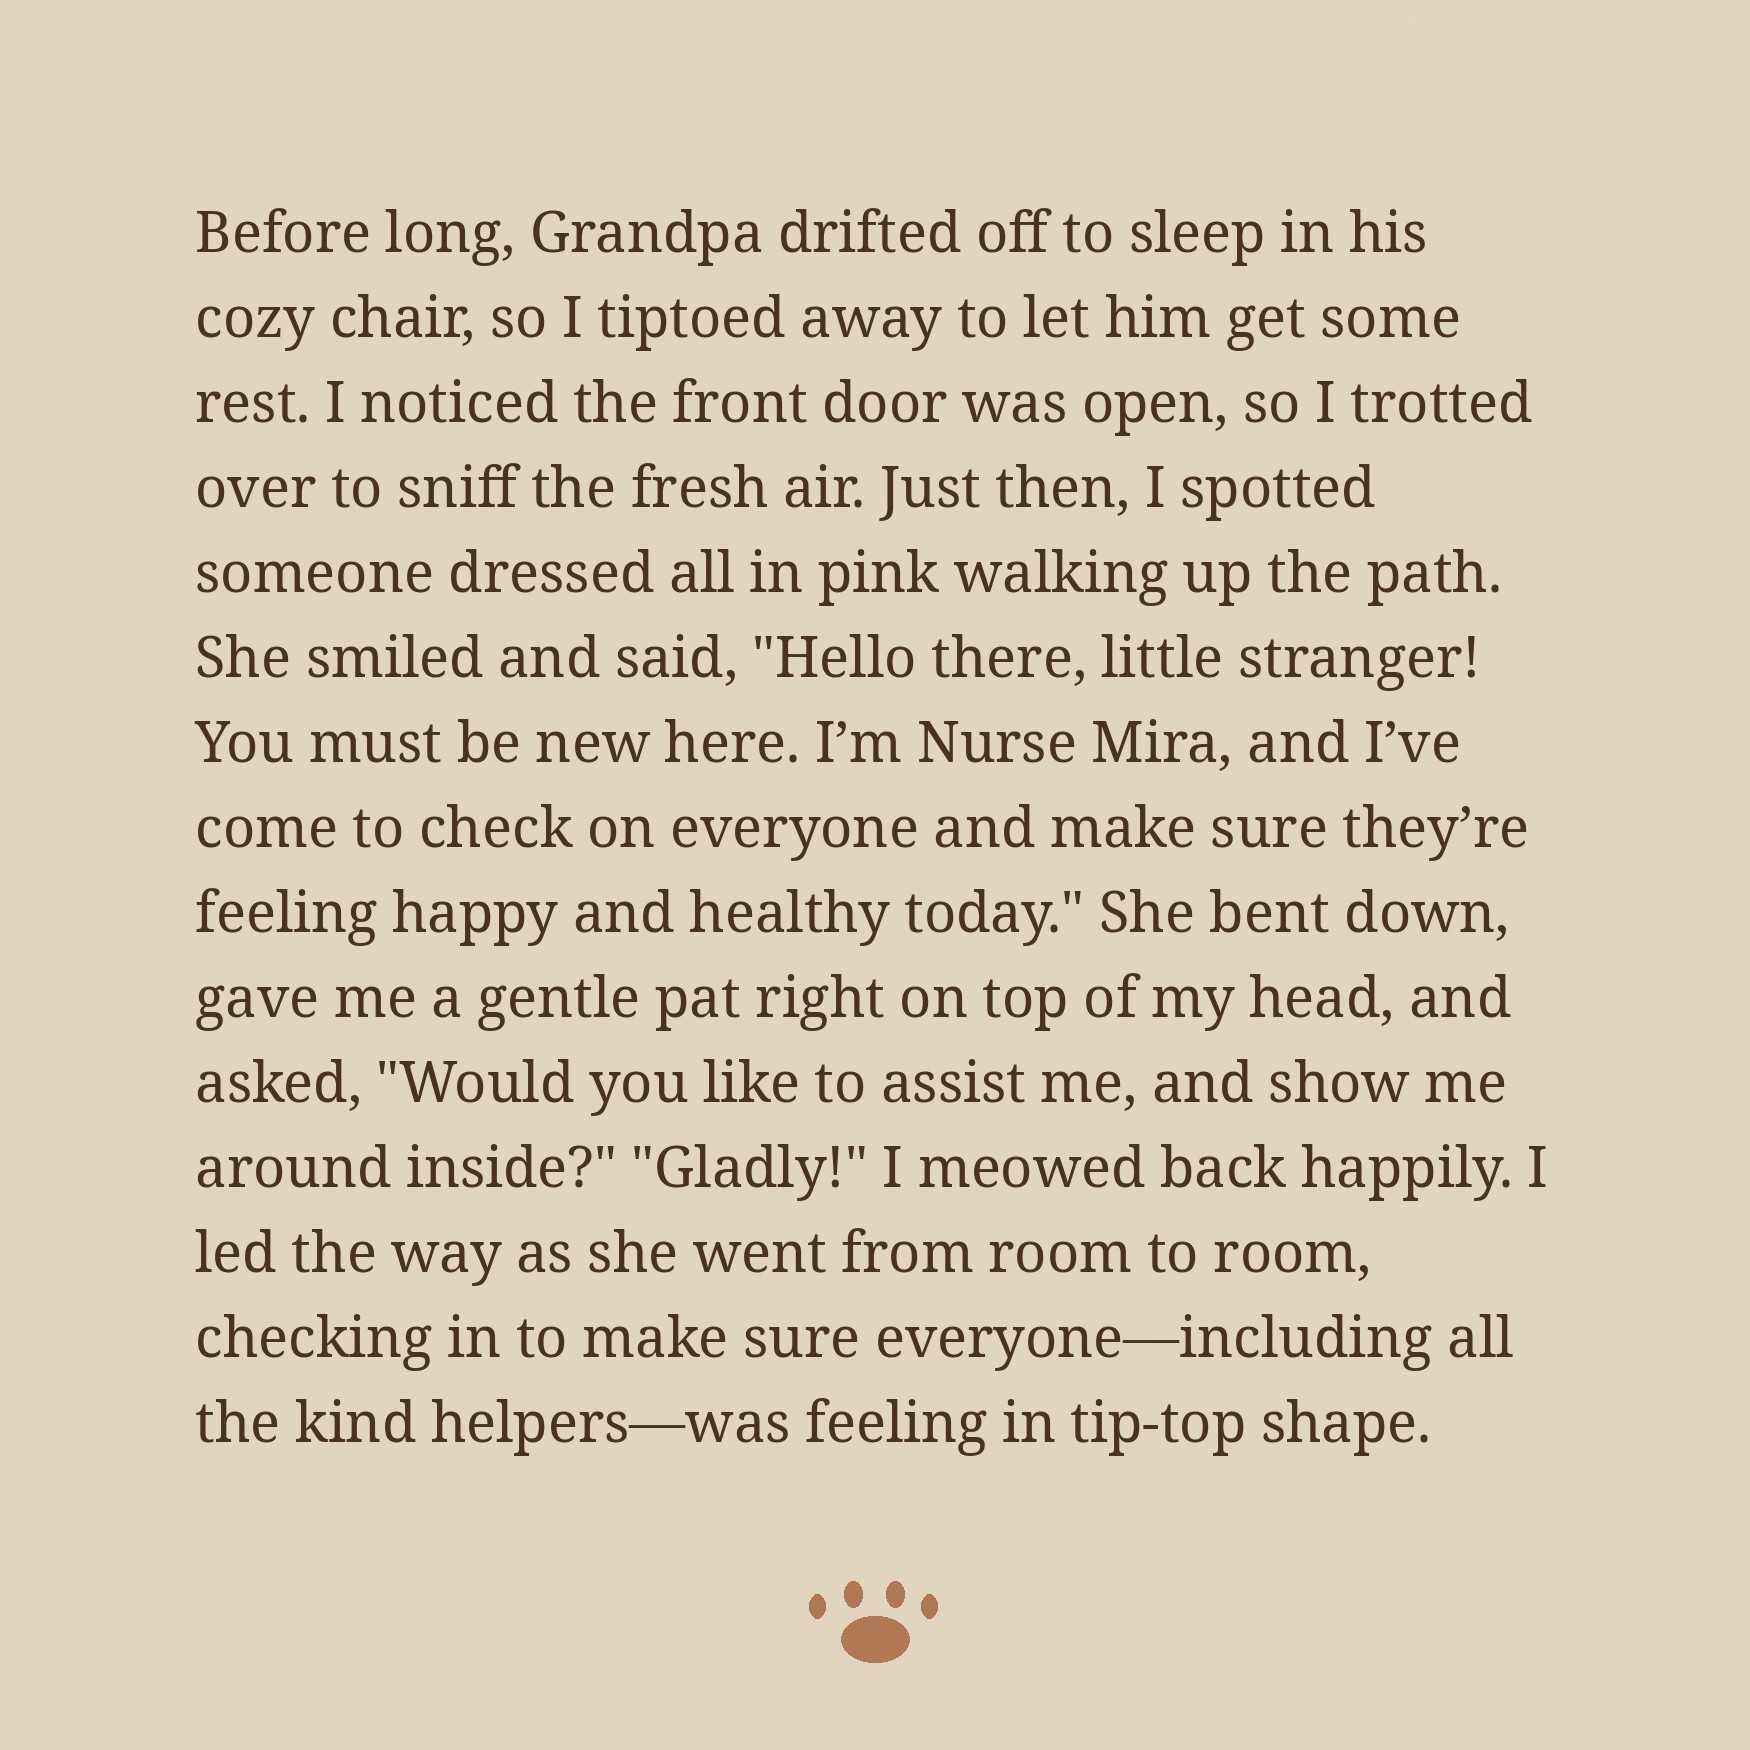 Before long, Grandpa drifted off to sleep in his
cozy chair, so I tiptoed away to let him get some
rest. I noticed the front door was open, so I trotted
over to sniff the fresh air. Just then, I spotted
someone dressed all in pink walking up the path.
She smiled and said, "Hello there, little stranger!
You must be new here. I’m Nurse Mira, and I’ve
come to check on everyone and make sure they’re
feeling happy and healthy today." She bent down,
gave me a gentle pat right on top of my head, and
asked, "Would you like to assist me, and show me
around inside?" "Gladly!" I meowed back happily. I
led the way as she went from room to room,
checking in to make sure everyone—including all
the kind helpers—was feeling in tip-top shape.